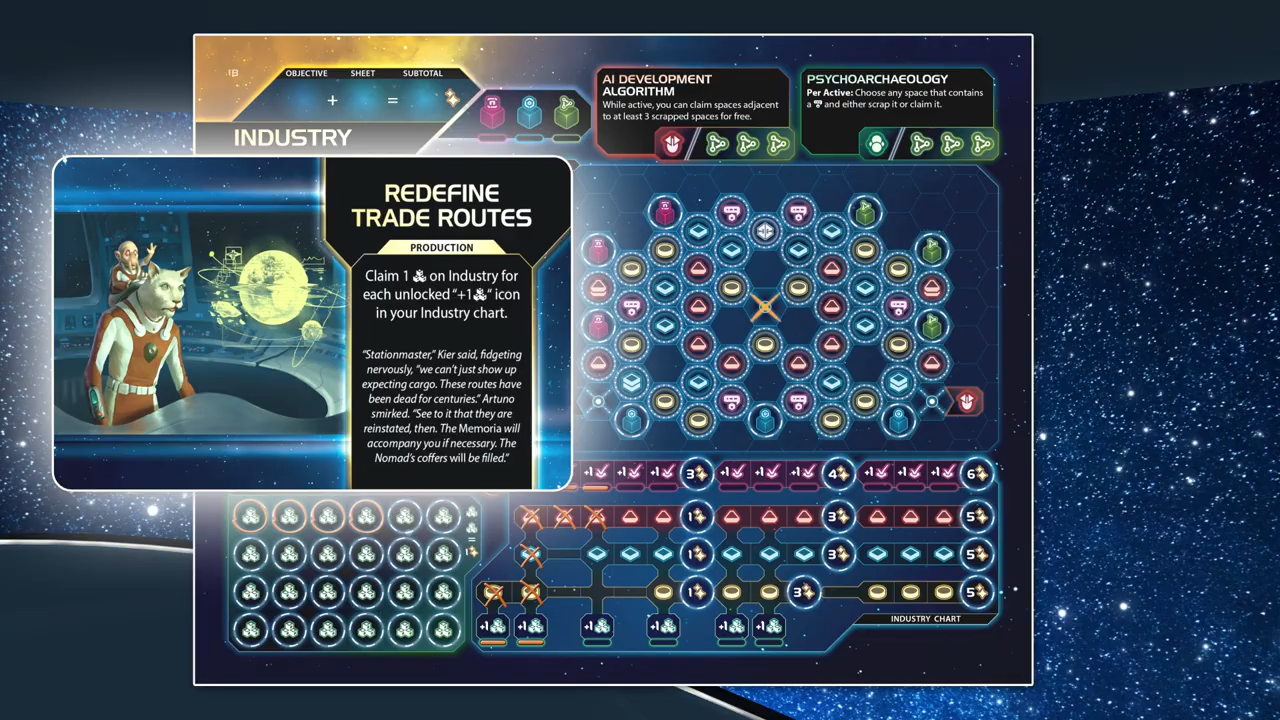 OBJECTIVE SHEET SUBTOTAL
+ =
INDUSTRY
AI DEVELOPMENT
ALGORITHM
While active, you can claim spaces adjacent
to at least 3 scrapped spaces for free.
PSYCHOARCHAEOLOGY
Per Active: Choose any space that contains
a and either scrap it or claim it.
REDEFINE
TRADE ROUTES
PRODUCTION
Claim 1 on Industry for
each unlocked “+1” icon
in your Industry chart.
“Stationmaster,” Kier said, fidgeting
nervously, “we can’t just show up
expecting cargo. These routes have
been dead for centuries.” Artuno
smirked. “See to it that they are
reinstated, then. The Memoria will
accompany you if necessary. The
Nomad’s coffers will be filled.”
+1 +1 +1 3 +1 +1 +1 4 +1 +1 +1 6
1 3 5
1 3 5
1 3 5
+1 +1 +1 +1 +1 +1
INDUSTRY CHART